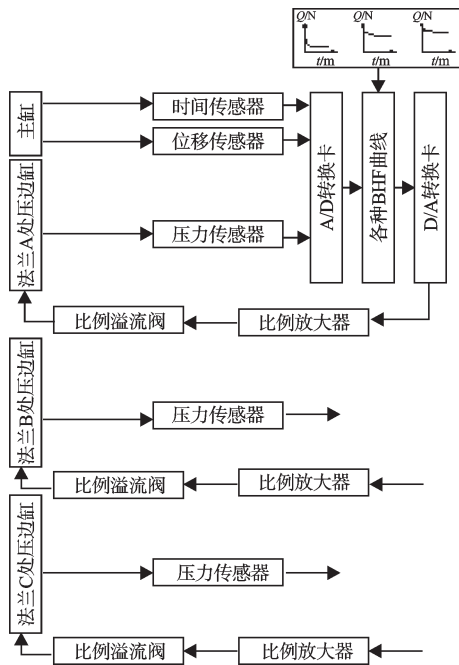 Q/N Q/N Q/N
t/m t/m t/m
主缸
时间传感器
位移传感器
A/D转换卡
各种BHF曲线
D/A转换卡
法兰A处压边缸
压力传感器
比例溢流阀
比例放大器
法兰B处压边缸
压力传感器
比例溢流阀
比例放大器
法兰C处压边缸
压力传感器
比例溢流阀
比例放大器